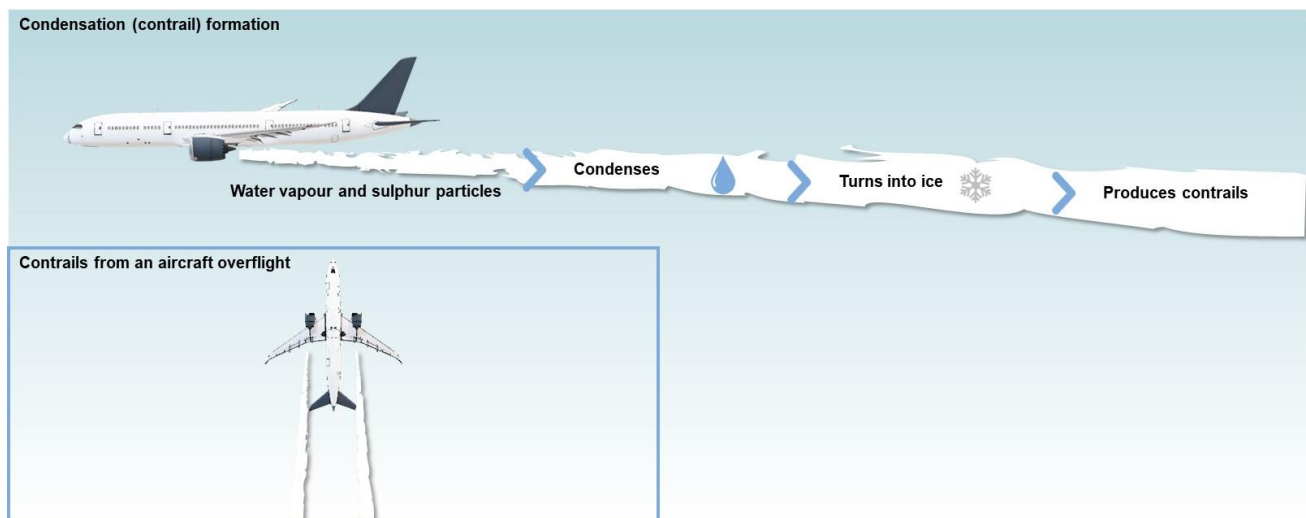 Condensation (contrail) formation
Water vapour and sulphur particles
Condenses
Turns into ice
Produces contrails
Contrails from an aircraft overflight